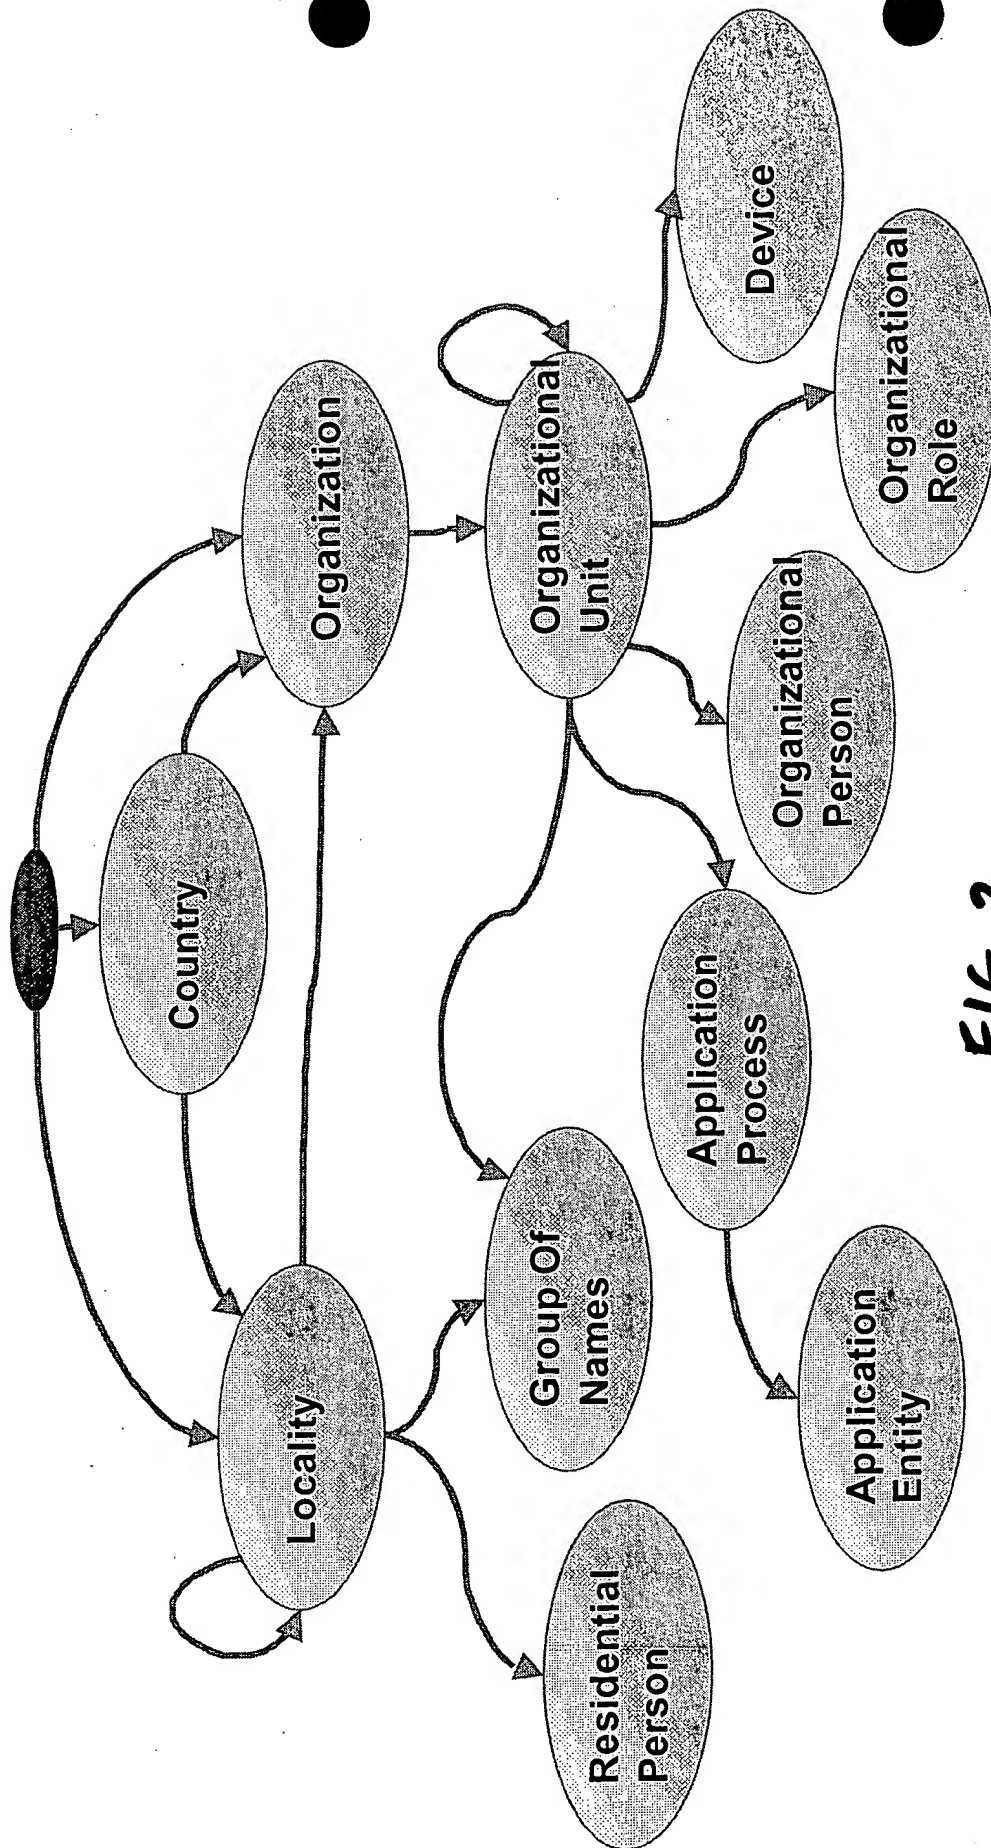 Country
Locality
Organization
Group Of
Names
Organizational
Unit
Residential
Person
Application
Process
Organizational
Person
Device
Application
Entity
Organizational
Role
FIG. 2